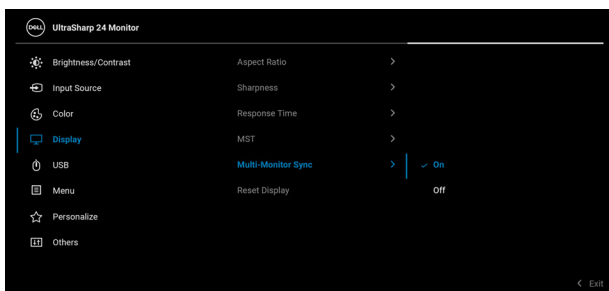 DELL UltraSharp 24 Monitor
Brightness/Contrast Aspect Ratio
Input Source Sharpness
Color Response Time
Display MST
USB Multi-Monitor Sync On
Menu Reset Display Off
Personalize
Others
Exit